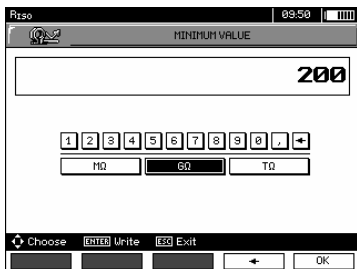 RISO 09:50
MINIMUM VALUE
200
1 2 3 4 5 6 7 8 9 0 , ←
MΩ GΩ TΩ
Choose ENTER Write ESC Exit
← OK